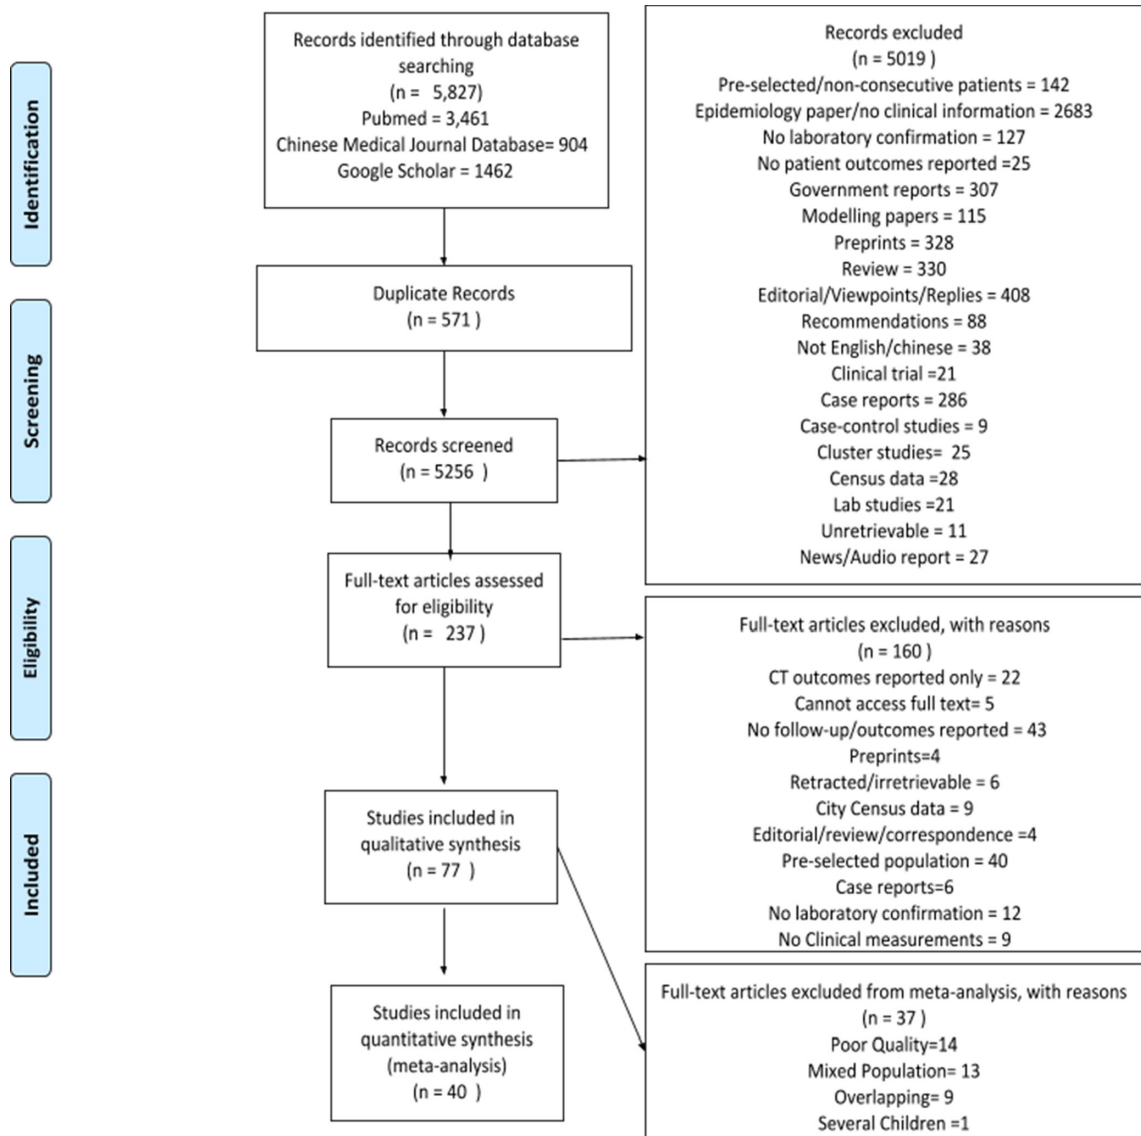 Identification
Screening
Eligibility
Included
Records identified through database
searching
(n =   5,827)
Pubmed = 3,461
Chinese Medical Journal Database= 904
Google Scholar = 1462
Duplicate Records
(n = 571 )
Records screened
(n = 5256  )
Full-text articles assessed
for eligibility
(n =  237 )
Studies included in
qualitative synthesis
(n = 77  )
Studies included in
quantitative synthesis
(meta-analysis)
(n = 40  )
Records excluded
(n = 5019 )
Pre-selected/non-consecutive patients = 142
Epidemiology paper/no clinical information = 2683
No laboratory confirmation = 127
No patient outcomes reported =25
Government reports = 307
Modelling papers = 115
Preprints = 328
Review = 330
Editorial/Viewpoints/Replies = 408
Recommendations = 88
Not English/chinese = 38
Clinical trial =21
Case reports = 286
Case-control studies = 9
Cluster studies=  25
Census data =28
Lab studies =21
Unretrievable = 11
News/Audio report = 27
Full-text articles excluded, with reasons
(n = 160 )
CT outcomes reported only = 22
Cannot access full text= 5
No follow-up/outcomes reported = 43
Preprints=4
Retracted/irretrievable = 6
City Census data = 9
Editorial/review/correspondence =4
Pre-selected population = 40
Case reports=6
No laboratory confirmation = 12
No Clinical measurements = 9
Full-text articles excluded from meta-analysis, with reasons
(n = 37 )
Poor Quality=14
Mixed Population= 13
Overlapping= 9
Several Children =1